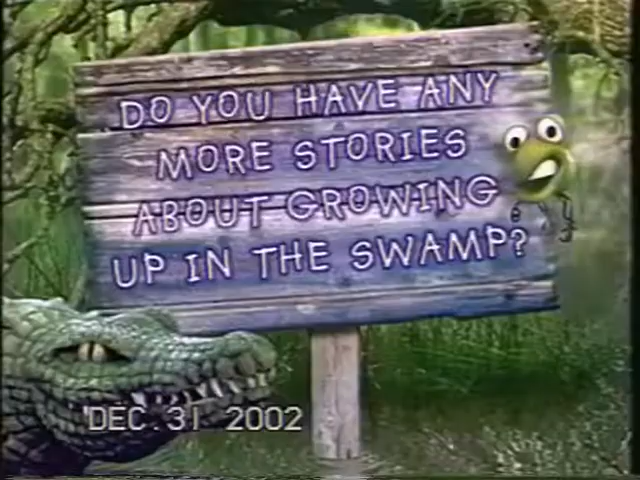 DO YOU HAVE ANY
MORE STORIES
ABOUT GROWING
UP IN THE SWAMP?
DEC. 31 2002